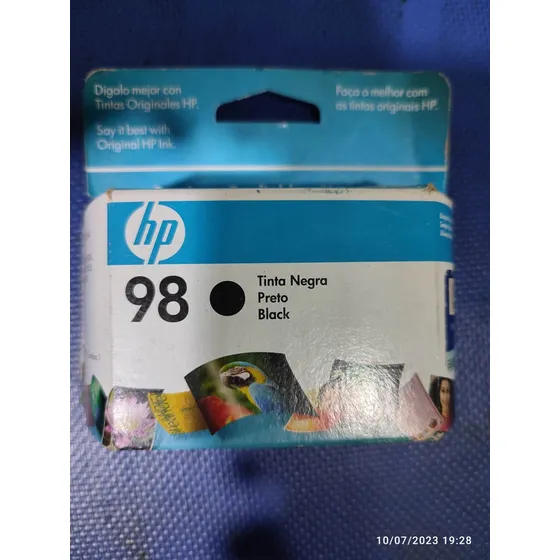 Digalo mejor con
Tintas Originales HP.
Say it best with
Original HP Ink.
Faça o melhor com
as tintas originais HP.
hp
98
Tinta Negra
Preto
Black
10/07/2023 19:28